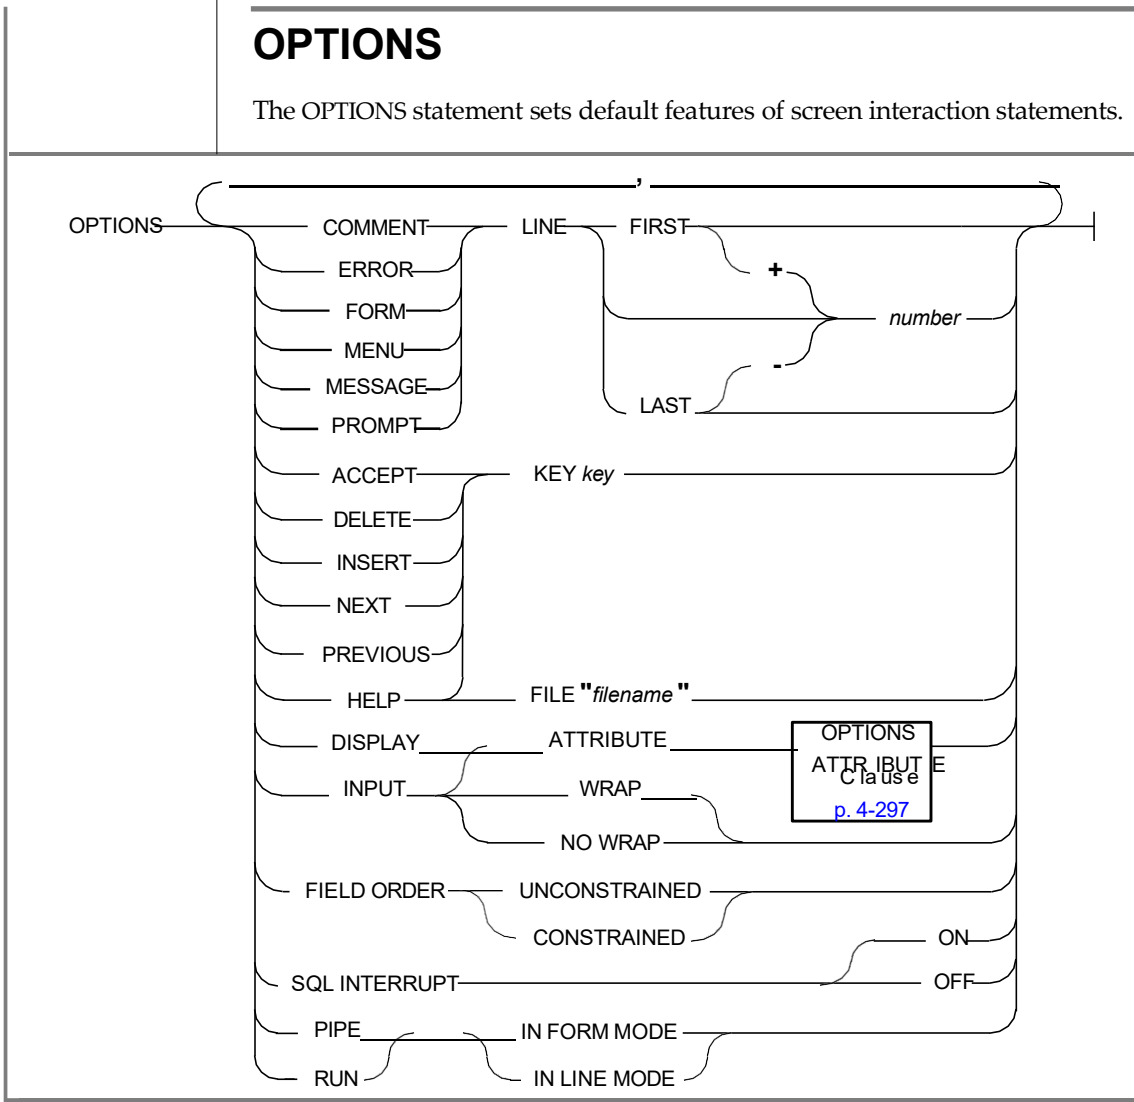 OPTIONS
The OPTIONS statement sets default features of screen interaction statements.
,
OPTIONS COMMENT LINE FIRST
ERROR +
FORM number
MENU
MESSAGE -
PROMPT LAST
ACCEPT KEY key
DELETE
INSERT
NEXT
PREVIOUS
HELP FILE "filename"
DISPLAY ATTRIBUTE OPTIONS
ATTRIBUTE
Clause
INPUT WRAP p. 4-297
NO WRAP
FIELD ORDER UNCONSTRAINED
CONSTRAINED
ON
SQL INTERRUPT OFF
PIPE IN FORM MODE
RUN IN LINE MODE